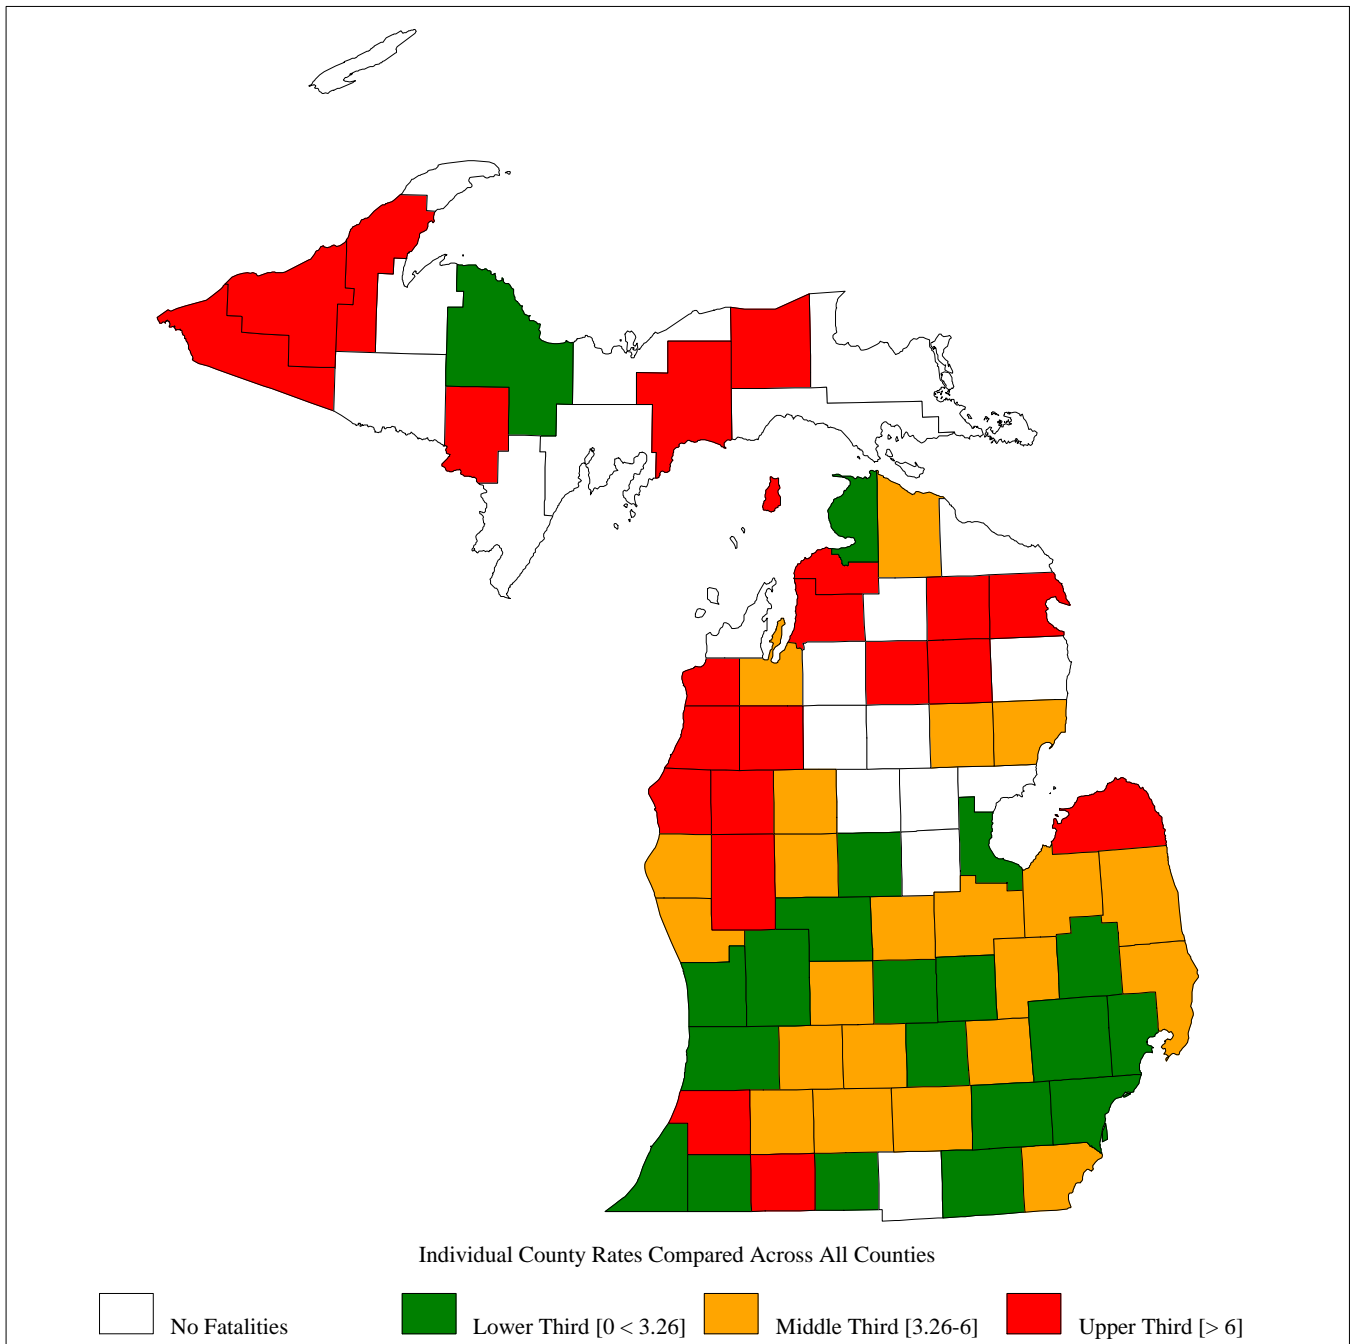 Individual County Rates Compared Across All Counties
No Fatalities Lower Third [0 < 3.26] Middle Third [3.26-6] Upper Third [> 6]